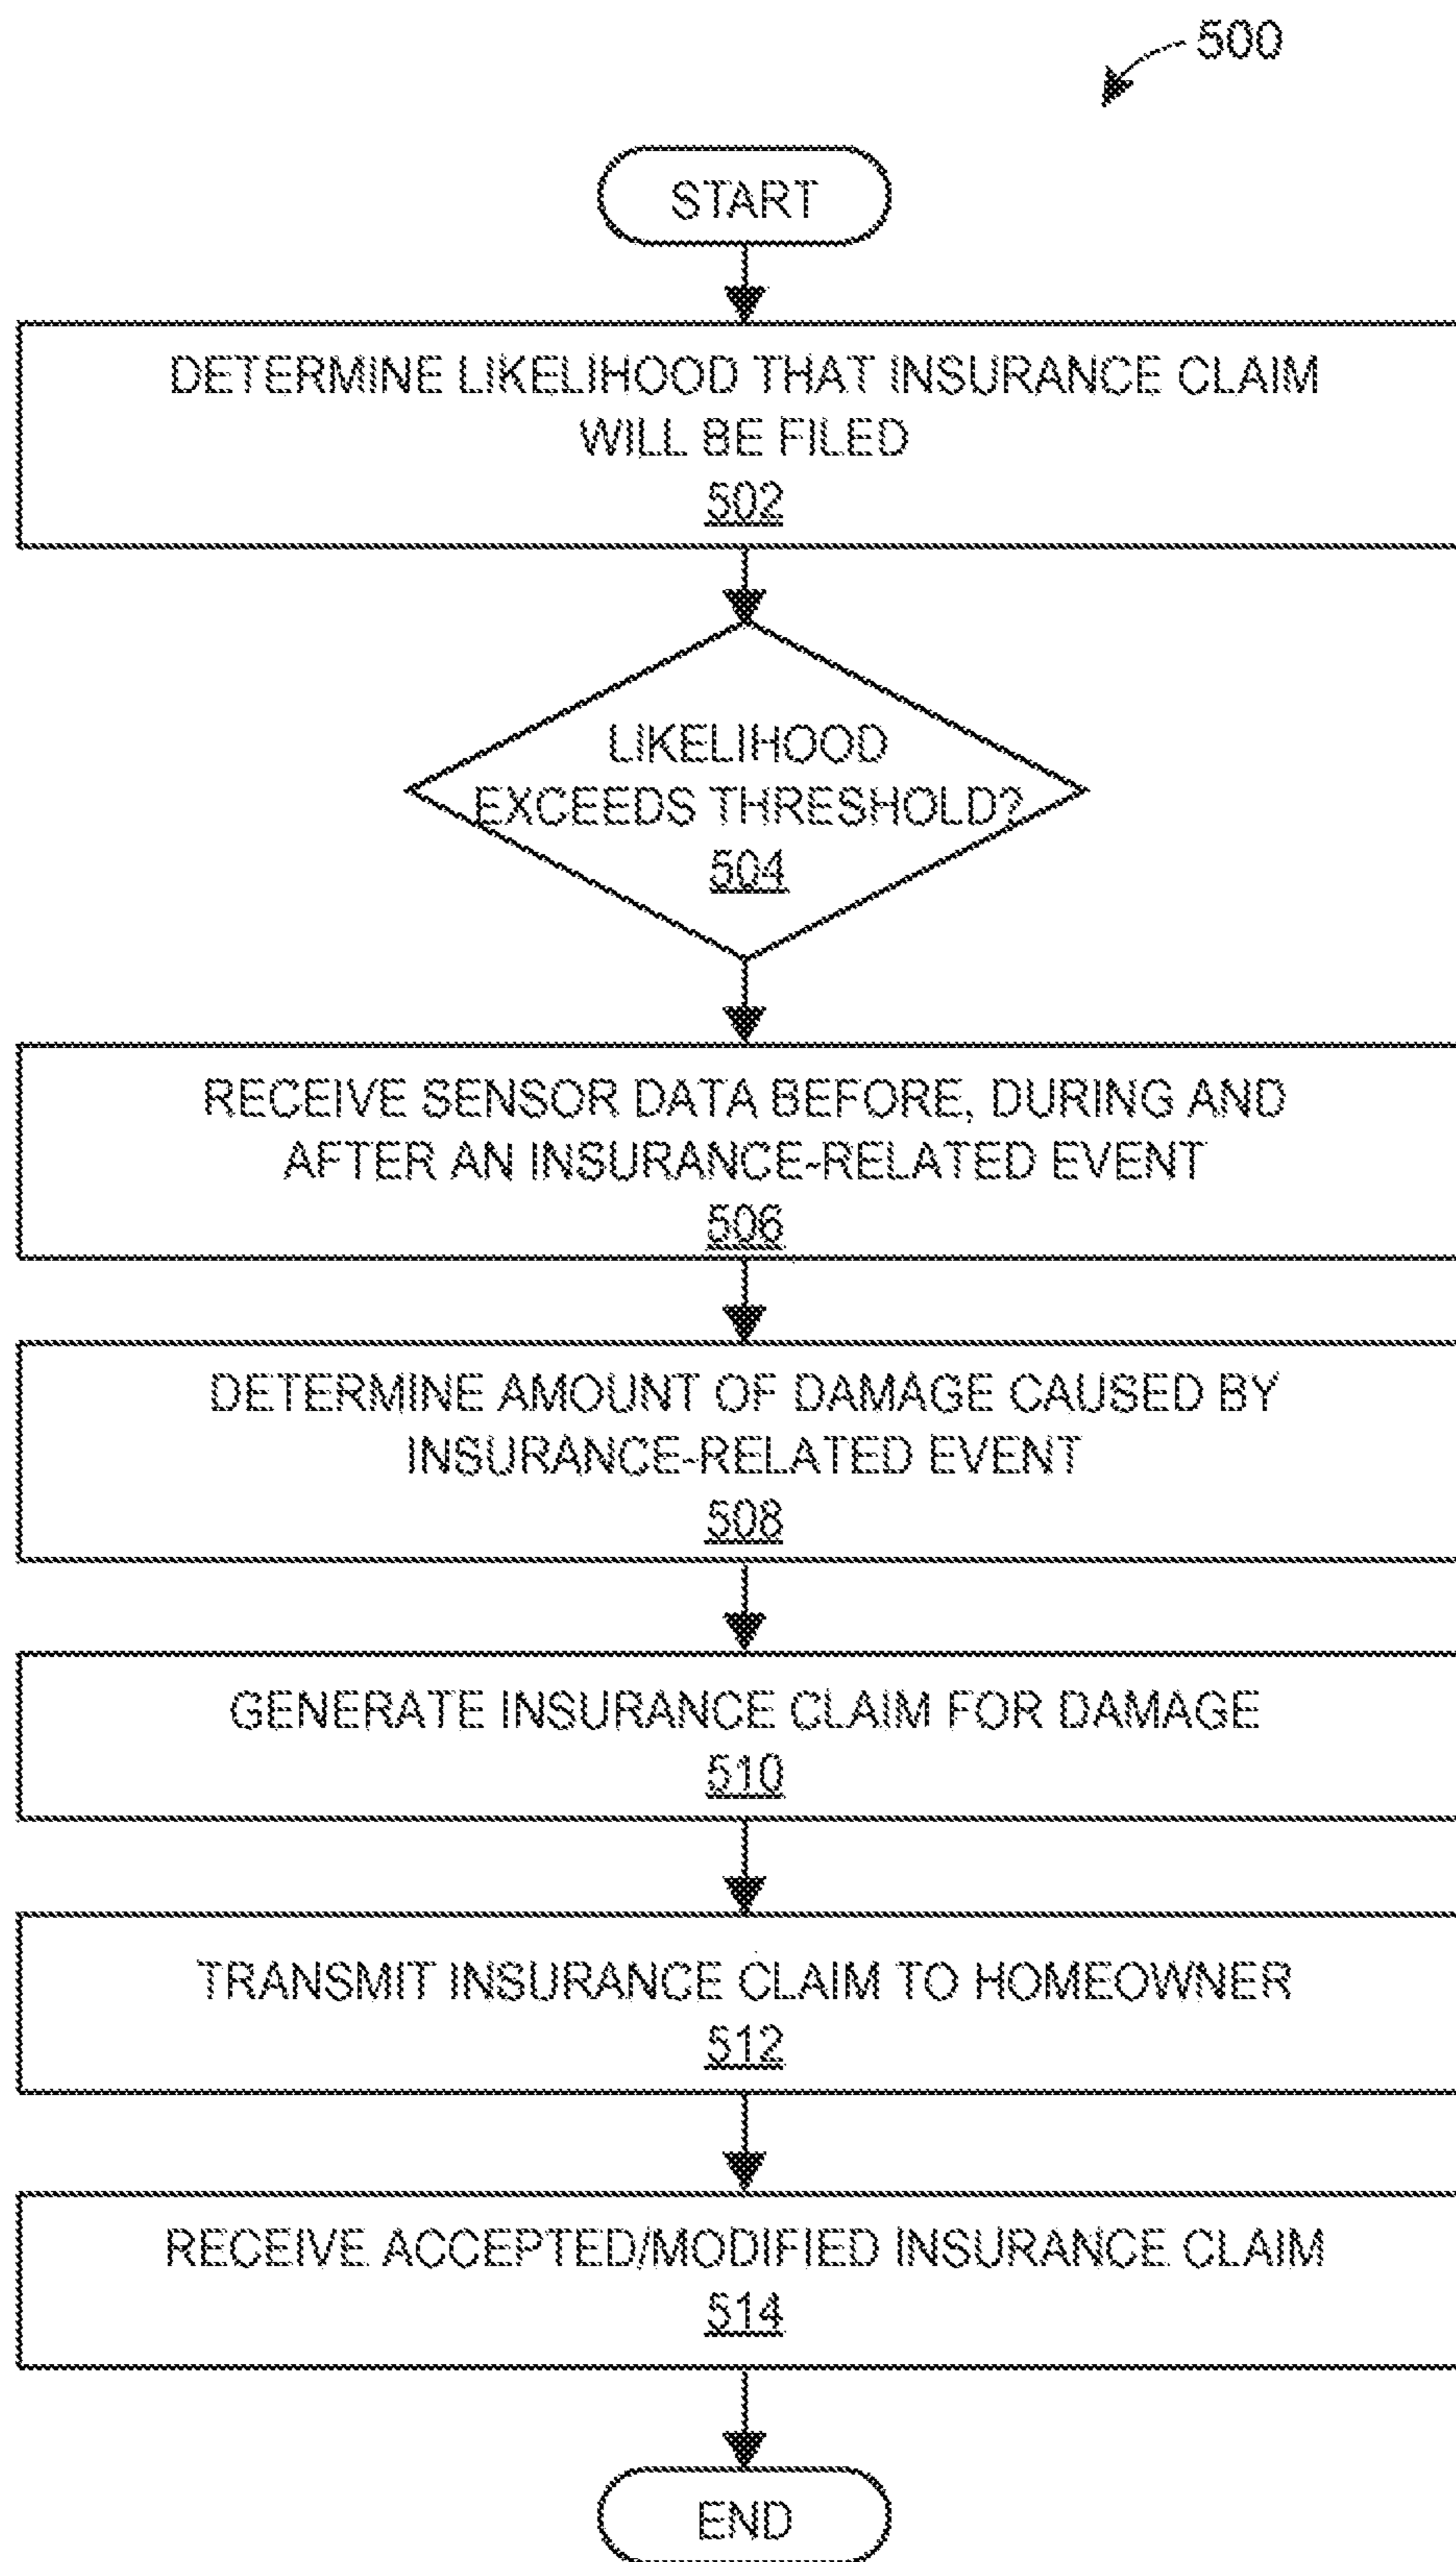 500
START
DETERMINE LIKELIHOOD THAT INSURANCE CLAIM
WILL BE FILED
502
LIKELIHOOD
EXCEEDS THRESHOLD?
504
RECEIVE SENSOR DATA BEFORE, DURING AND
AFTER AN INSURANCE-RELATED EVENT
506
DETERMINE AMOUNT OF DAMAGE CAUSED BY
INSURANCE-RELATED EVENT
508
GENERATE INSURANCE CLAIM FOR DAMAGE
510
TRANSMIT INSURANCE CLAIM TO HOMEOWNER
512
RECEIVE ACCEPTED/MODIFIED INSURANCE CLAIM
514
END